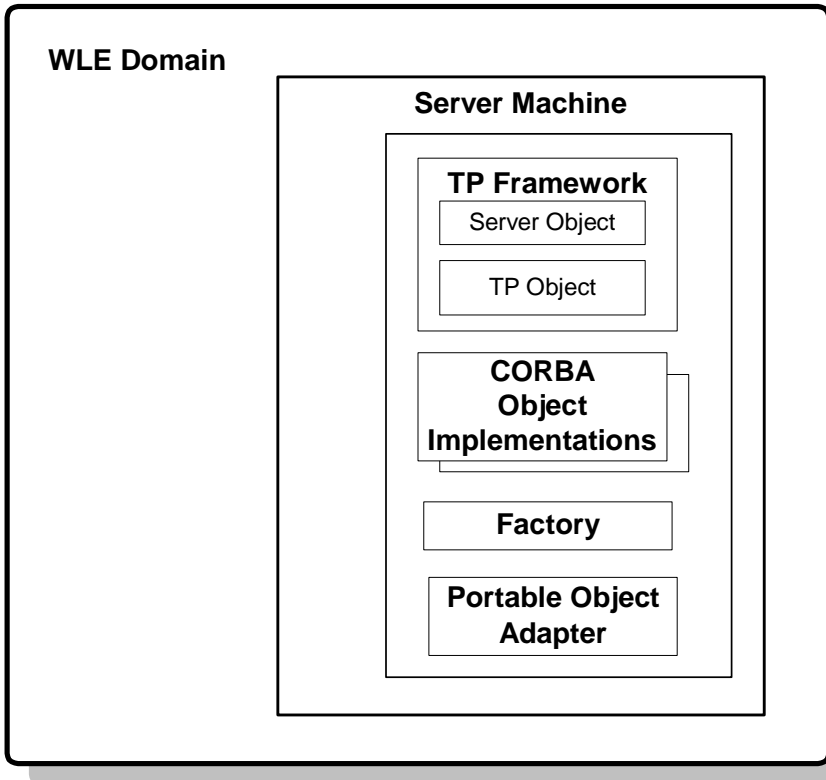 WLE Domain
Server Machine
TP Framework
Server Object
TP Object
CORBA
Object
Implementations
Factory
Portable Object
Adapter